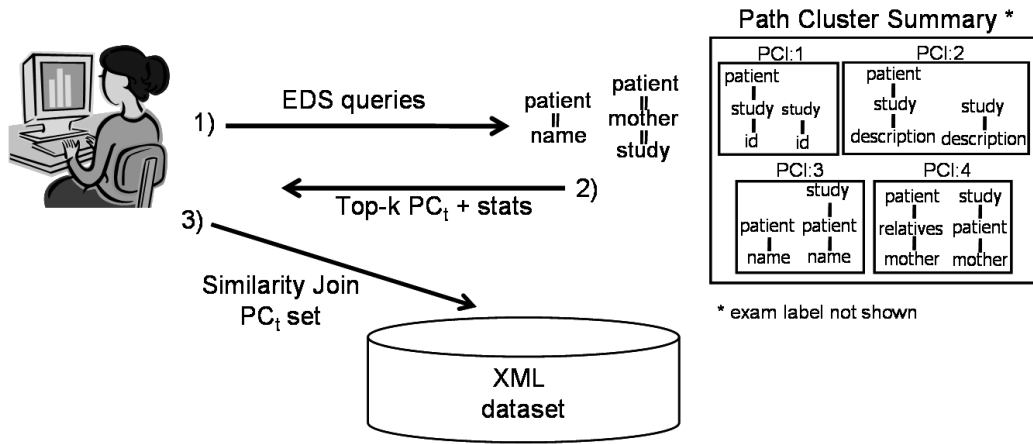 Path Cluster Summary *
1)
EDS queries
patient
name
patient
mother
study
2)
Top-k PCt + stats
3)
Similarity Join
PCt set
XML
dataset
PCI:1
patient
study study
id id
PCI:2
patient
study study
description description
PCI:3
study
patient patient
name name
PCI:4
patient study
relatives patient
mother mother
* exam label not shown